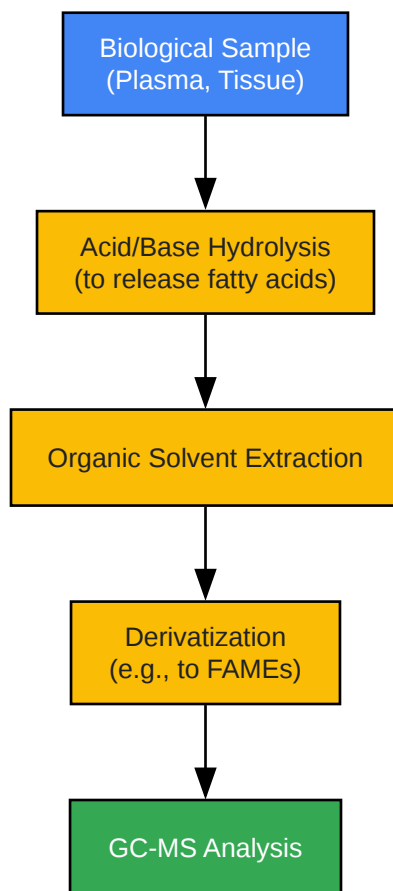 Biological Sample
(Plasma, Tissue)
Acid/Base Hydrolysis
(to release fatty acids)
Organic Solvent Extraction
Derivatization
(e.g., to FAMEs)
GC-MS Analysis